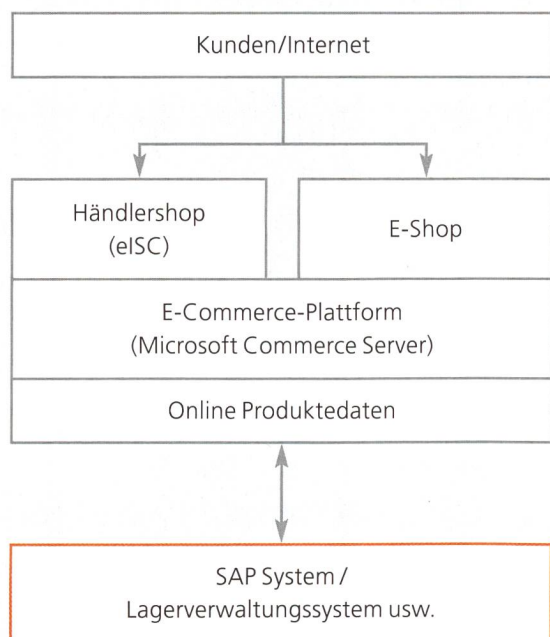 Kunden/Internet
Händlershop
(eISC)
E-Shop
E-Commerce-Plattform
(Microsoft Commerce Server)
Online Produktedaten
SAP System /
Lagerverwaltungssystem usw.